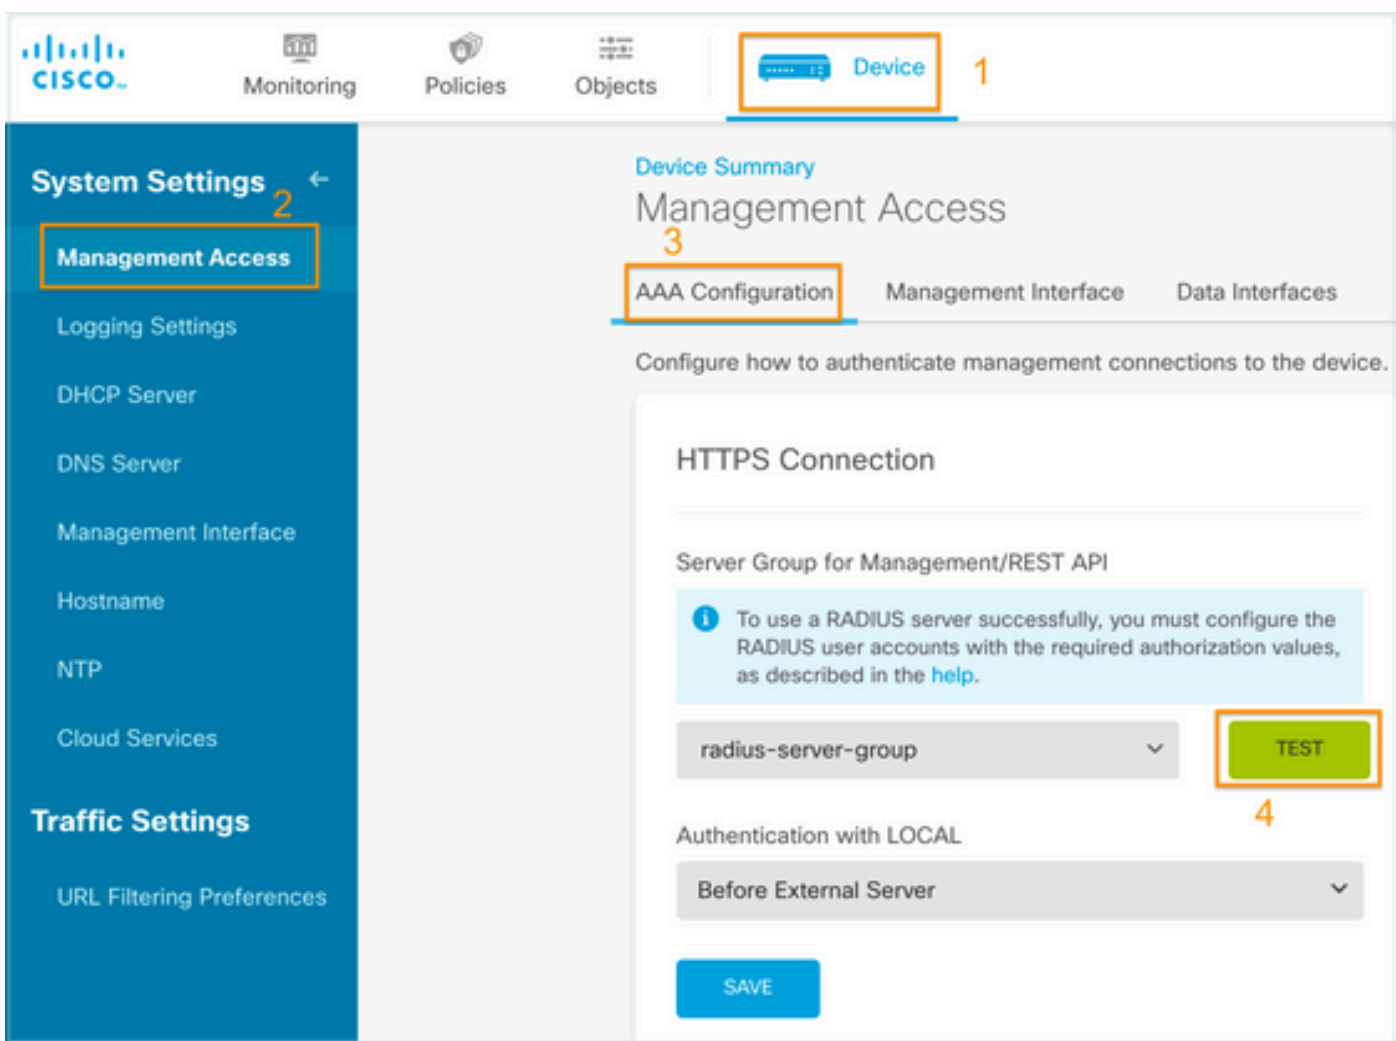 CISCO
Monitoring
Policies
Objects
Device
1
System Settings
2
Management Access
Logging Settings
DHCP Server
DNS Server
Management Interface
Hostname
NTP
Cloud Services
Traffic Settings
URL Filtering Preferences
Device Summary
Management Access
3
AAA Configuration
Management Interface
Data Interfaces
Configure how to authenticate management connections to the device.
HTTPS Connection
Server Group for Management/REST API
To use a RADIUS server successfully, you must configure the
RADIUS user accounts with the required authorization values,
as described in the help.
radius-server-group
TEST
4
Authentication with LOCAL
Before External Server
SAVE